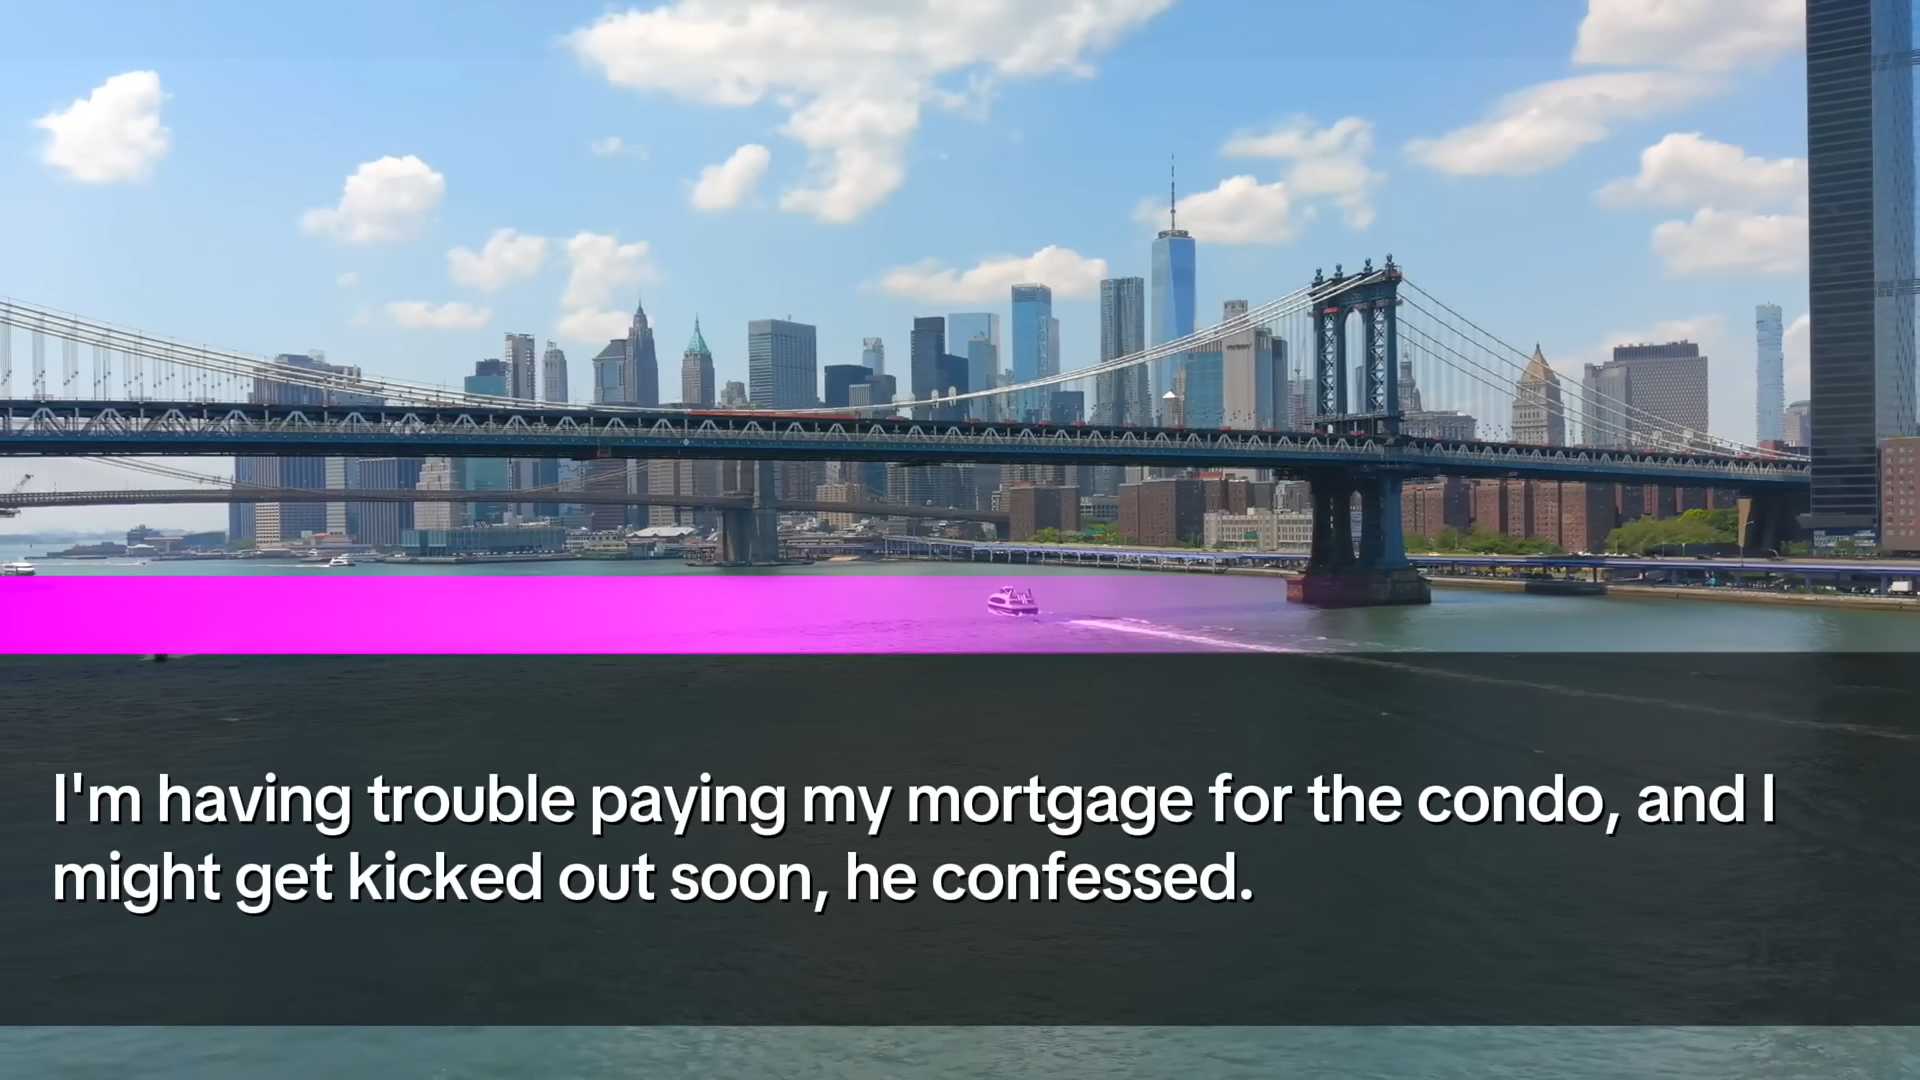 I'm having trouble paying my mortgage for the condo, and I
might get kicked out soon, he confessed.